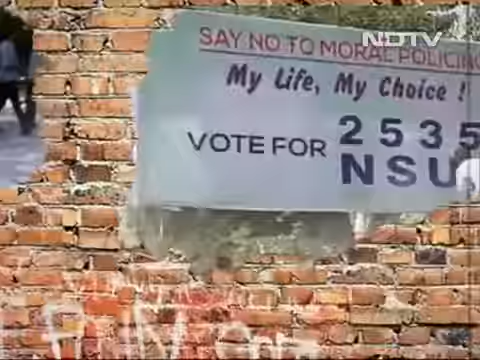 NDTV
SAY NO TO MORAL POLICING
My Life, My Choice !
VOTE FOR
2535
NSU